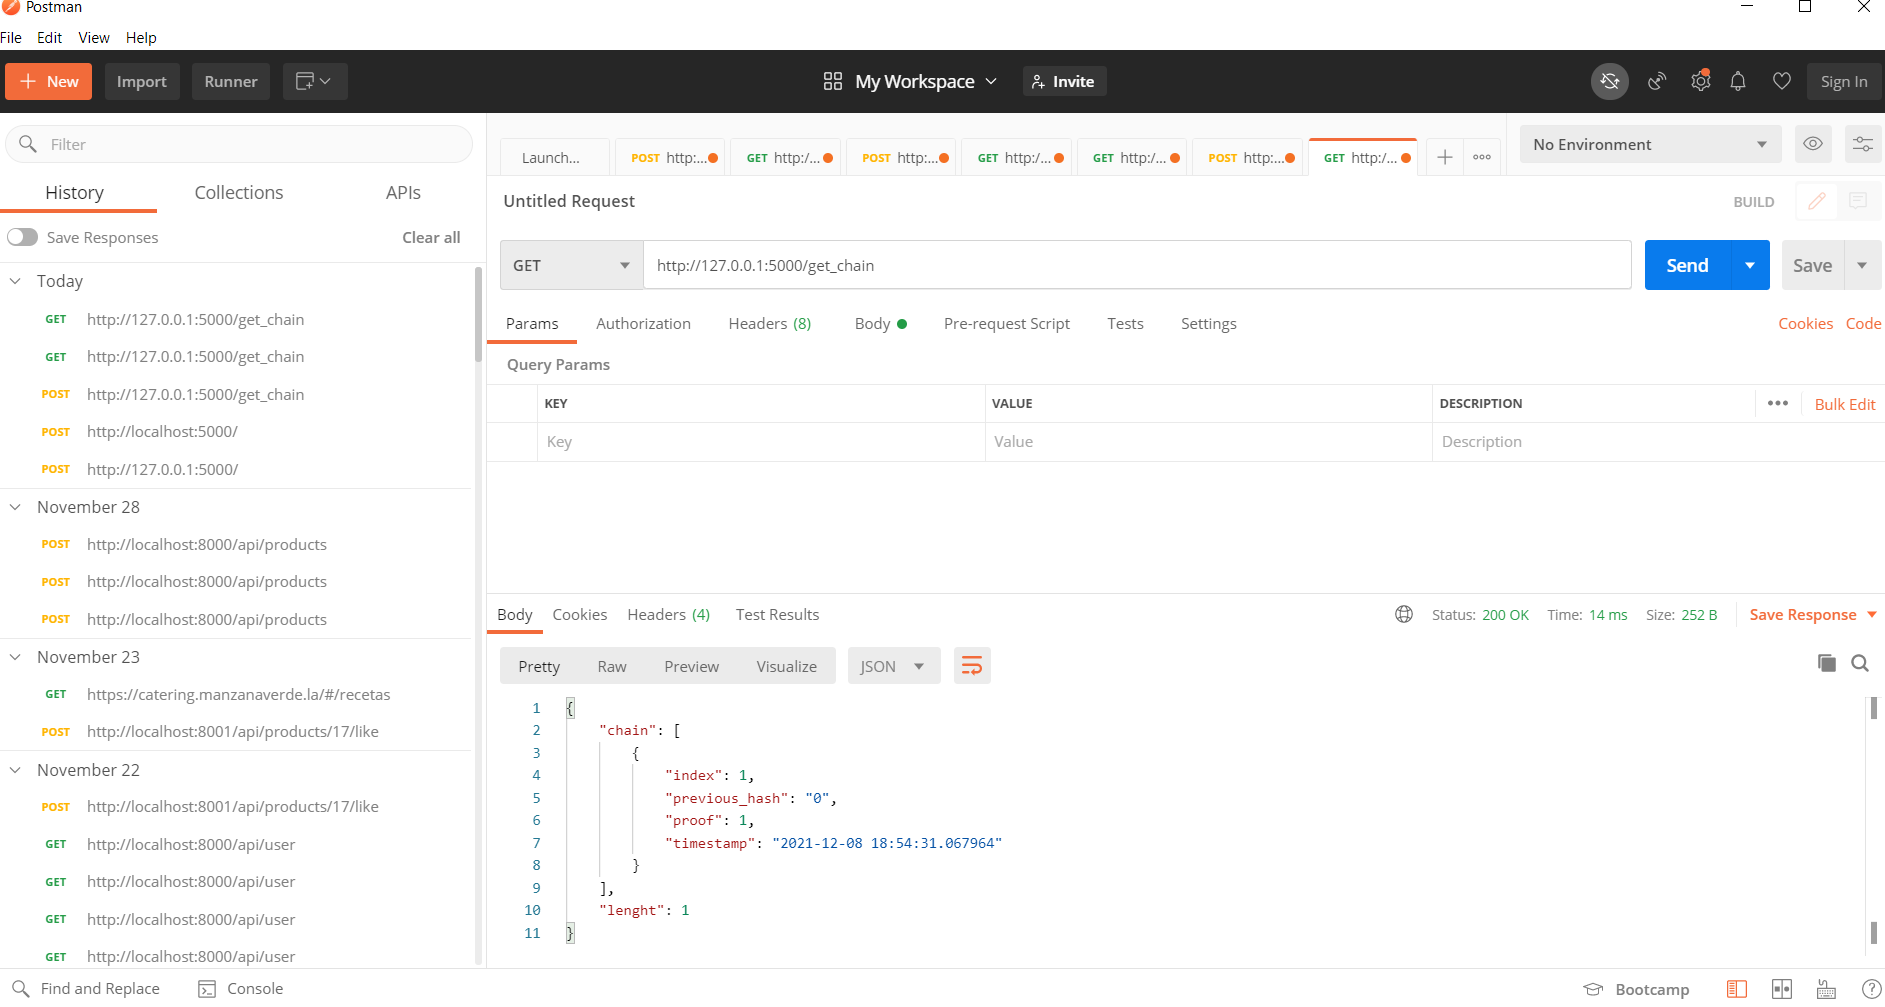 Postman
File Edit View Help
New Import Runner My Workspace Invite Sign In
Filter
History Collections APIs
Save Responses Clear all
Today
GET http://127.0.0.1:5000/get_chain
GET http://127.0.0.1:5000/get_chain
POST http://127.0.0.1:5000/get_chain
POST http://localhost:5000/
POST http://127.0.0.1:5000/
November 28
POST http://localhost:8000/api/products
POST http://localhost:8000/api/products
POST http://localhost:8000/api/products
November 23
GET https://catering.manzanaverde.la/#/recetas
POST http://localhost:8001/api/products/17/like
November 22
POST http://localhost:8001/api/products/17/like
GET http://localhost:8000/api/user
GET http://localhost:8000/api/user
GET http://localhost:8000/api/user
GET http://localhost:8000/api/user
Launch... POST http:... GET http:/... POST http:... GET http:/... GET http:/... POST http:... GET http:/... No Environment
Untitled Request BUILD
GET http://127.0.0.1:5000/get_chain Send Save
Params Authorization Headers (8) Body Pre-request Script Tests Settings Cookies Code
Query Params
KEY VALUE DESCRIPTION Bulk Edit
Key Value Description
Body Cookies Headers (4) Test Results Status: 200 OK Time: 14 ms Size: 252 B Save Response
Pretty Raw Preview Visualize JSON
1 {
2 "chain": [
3 {
4 "index": 1,
5 "previous_hash": "0",
6 "proof": 1,
7 "timestamp": "2021-12-08 18:54:31.067964"
8 }
9 ],
10 "lenght": 1
11 }
Find and Replace Console Bootcamp